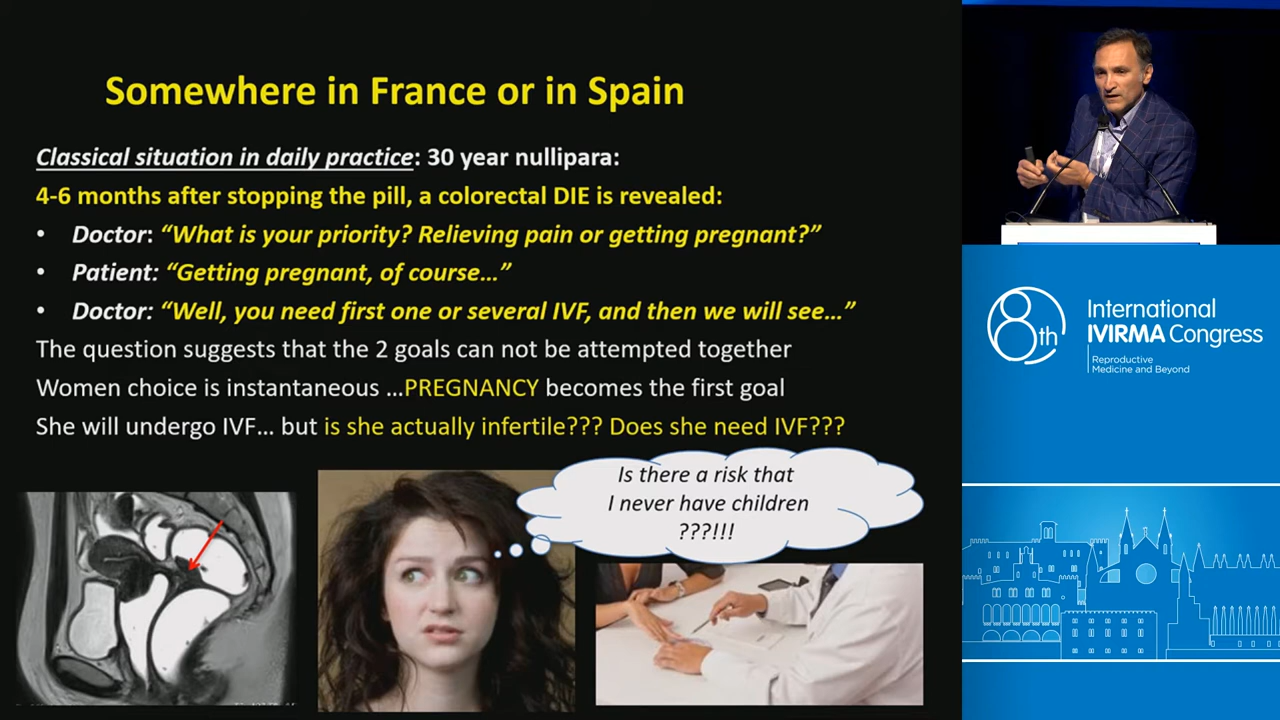 Somewhere in France or in Spain
Classical situation in daily practice: 30 year nullipara:
4-6 months after stopping the pill, a colorectal DIE is revealed:
• Doctor: “What is your priority? Relieving pain or getting pregnant?”
• Patient: “Getting pregnant, of course…”
• Doctor: “Well, you need first one or several IVF, and then we will see…”
The question suggests that the 2 goals can not be attempted together
Women choice is instantaneous …PREGNANCY becomes the first goal
She will undergo IVF… but is she actually infertile??? Does she need IVF???
Is there a risk that
I never have children
???!!!
8th
International
IVIRMA Congress
Reproductive
Medicine and Beyond